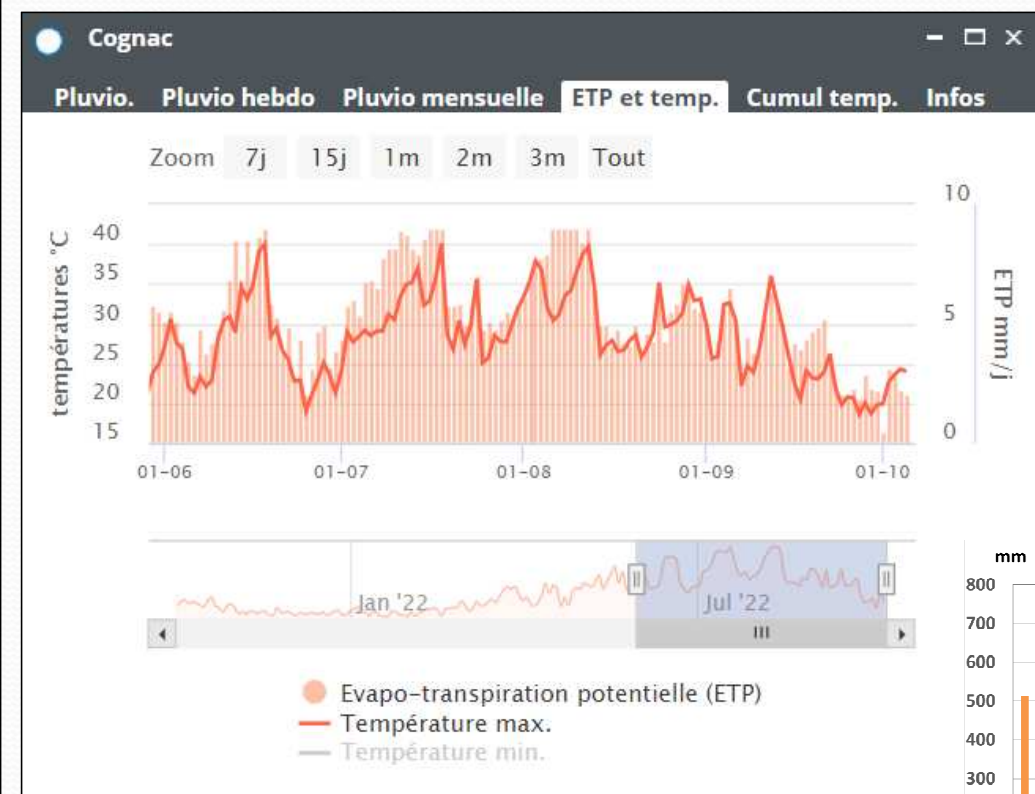 Cognac
Pluvio. Pluvio hebdo Pluvio mensuelle ETP et temp. Cumul temp. Infos
Zoom 7j 15j 1m 2m 3m Tout
10
40
35
30
25
20
15
températures °C
5
0
ETP mm/j
01-06 01-07 01-08 01-09 01-10
Jan '22 Jul '22
Evapo-transpiration potentielle (ETP)
Température max.
Température min.
mm
800
700
600
500
400
300